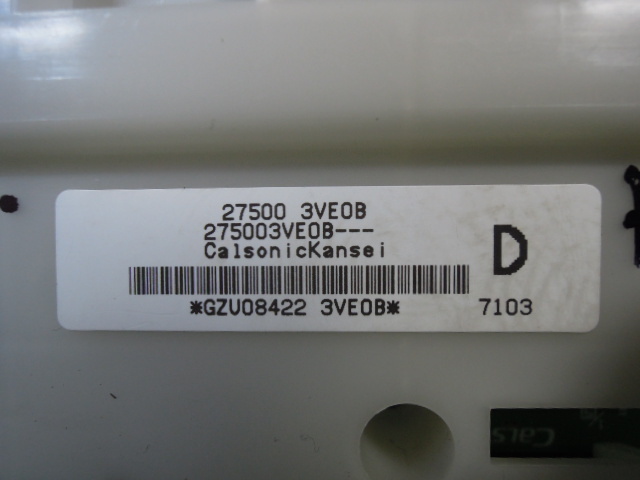 27500 3VE0B
275003VE0B---
CalsonicKansei
D
*GZU08422 3VE0B*
7103